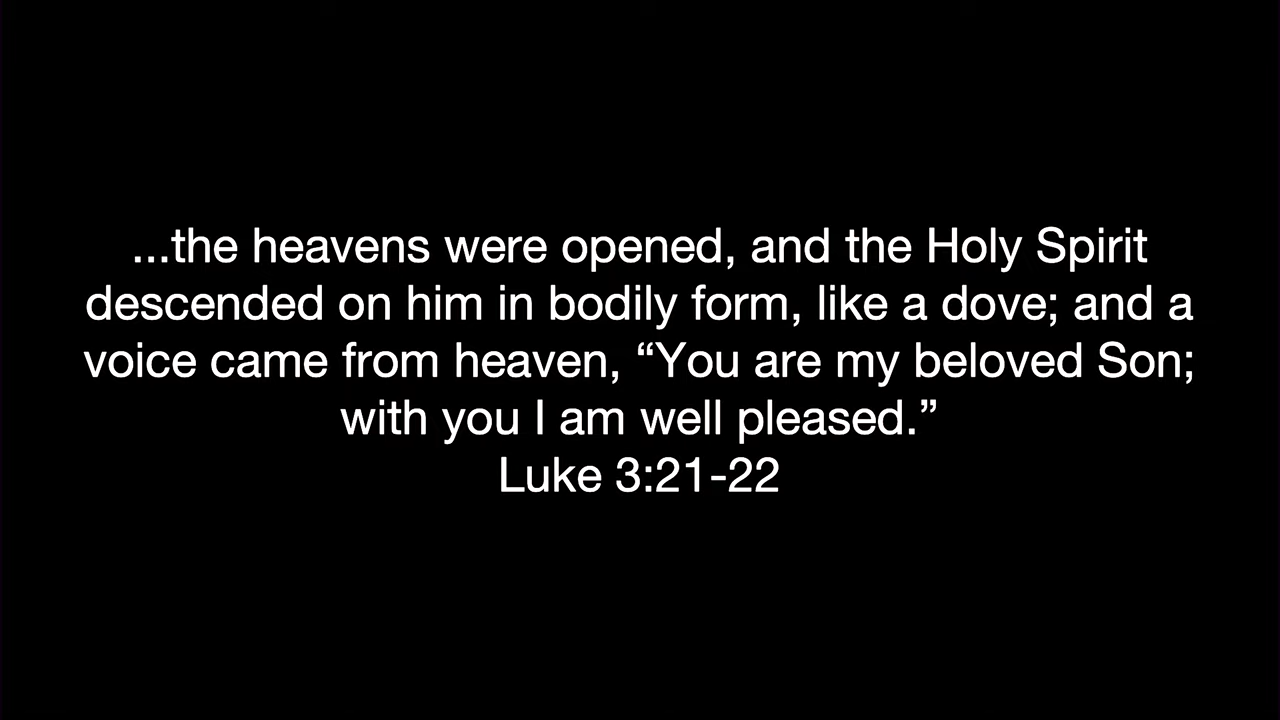 ...the heavens were opened, and the Holy Spirit
descended on him in bodily form, like a dove; and a
voice came from heaven, “You are my beloved Son;
with you I am well pleased.”
Luke 3:21-22